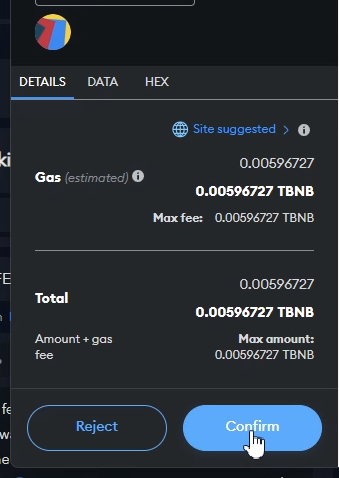 DETAILS DATA HEX
Site suggested >
0.00596727
Gas (estimated)
0.00596727 TBNB
Max fee: 0.00596727 TBNB
0.00596727
Total
0.00596727 TBNB
Amount + gas fee
Max amount:
0.00596727 TBNB
Reject Confirm